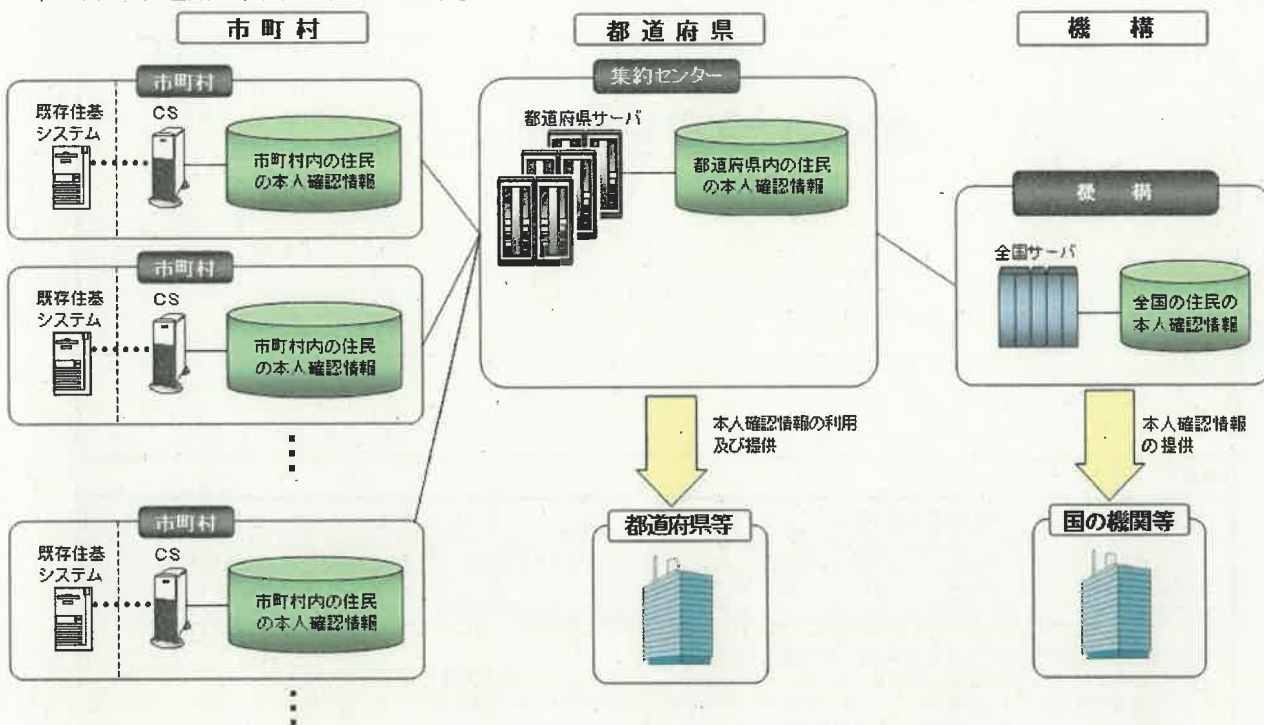 市町村
都道府県
機　構
市町村
既存住基
システム
CS
市町村内の住民
の本人確認情報
市町村
既存住基
システム
CS
市町村内の住民
の本人確認情報
市町村
既存住基
システム
CS
市町村内の住民
の本人確認情報
集約センター
都道府県サーバ
都道府県内の住民
の本人確認情報
本人確認情報の利用
及び提供
都道府県等
機　構
全国サーバ
全国の住民の
本人確認情報
本人確認情報
の提供
国の機関等